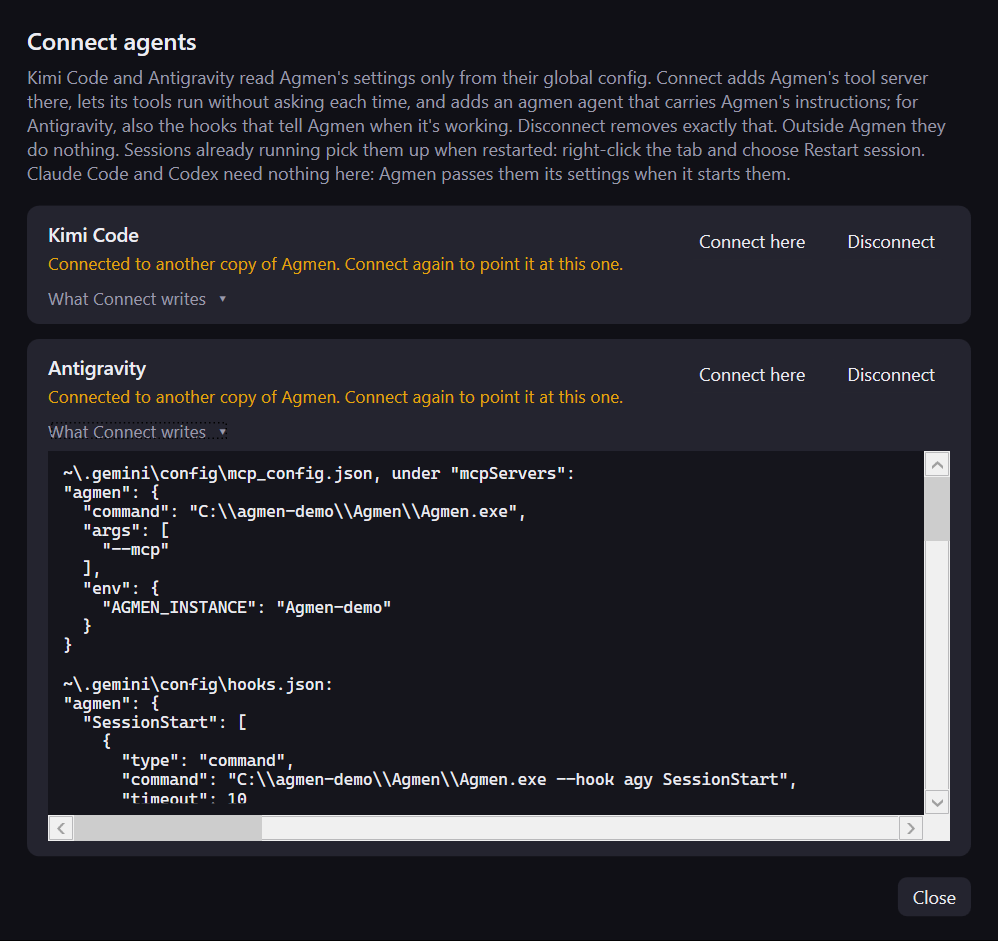 Connect agents
Kimi Code and Antigravity read Agmen's settings only from their global config. Connect adds Agmen's tool server
there, lets its tools run without asking each time, and adds an agmen agent that carries Agmen's instructions; for
Antigravity, also the hooks that tell Agmen when it's working. Disconnect removes exactly that. Outside Agmen they
do nothing. Sessions already running pick them up when restarted: right-click the tab and choose Restart session.
Claude Code and Codex need nothing here: Agmen passes them its settings when it starts them.
Kimi Code
Connected to another copy of Agmen. Connect again to point it at this one.
Connect here
Disconnect
What Connect writes ▾
Antigravity
Connected to another copy of Agmen. Connect again to point it at this one.
Connect here
Disconnect
What Connect writes ▾
~\.gemini\config\mcp_config.json, under "mcpServers":
"agmen": {
  "command": "C:\\agmen-demo\\Agmen\\Agmen.exe",
  "args": [
    "--mcp"
  ],
  "env": {
    "AGMEN_INSTANCE": "Agmen-demo"
  }
}
~\.gemini\config\hooks.json:
"agmen": {
  "SessionStart": [
    {
      "type": "command",
      "command": "C:\\agmen-demo\\Agmen\\Agmen.exe --hook agy SessionStart",
      "timeout": 10
Close